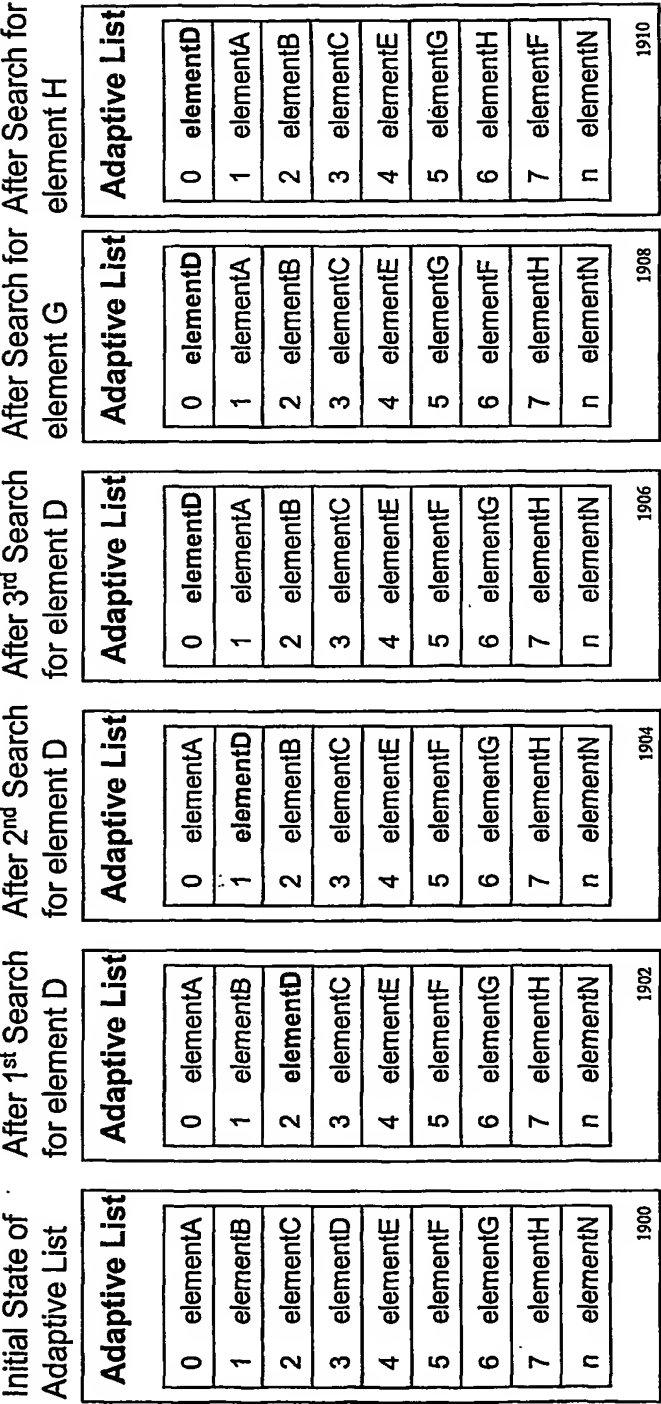 Initial State of
Adaptive List
Adaptive List
0 elementA
1 elementB
2 elementC
3 elementD
4 elementE
5 elementF
6 elementG
7 elementH
n elementN
1900
After 1st Search
for element D
Adaptive List
0 elementA
1 elementB
2 elementD
3 elementC
4 elementE
5 elementF
6 elementG
7 elementH
n elementN
1902
After 2nd Search
for element D
Adaptive List
0 elementA
1 elementD
2 elementB
3 elementC
4 elementE
5 elementF
6 elementG
7 elementH
n elementN
1904
After 3rd Search
for element D
Adaptive List
0 elementD
1 elementA
2 elementB
3 elementC
4 elementE
5 elementF
6 elementG
7 elementH
n elementN
1906
After Search for
element G
Adaptive List
0 elementD
1 elementA
2 elementB
3 elementC
4 elementE
5 elementG
6 elementF
7 elementH
n elementN
1908
After Search for
element H
Adaptive List
0 elementD
1 elementA
2 elementB
3 elementC
4 elementE
5 elementG
6 elementH
7 elementF
n elementN
1910